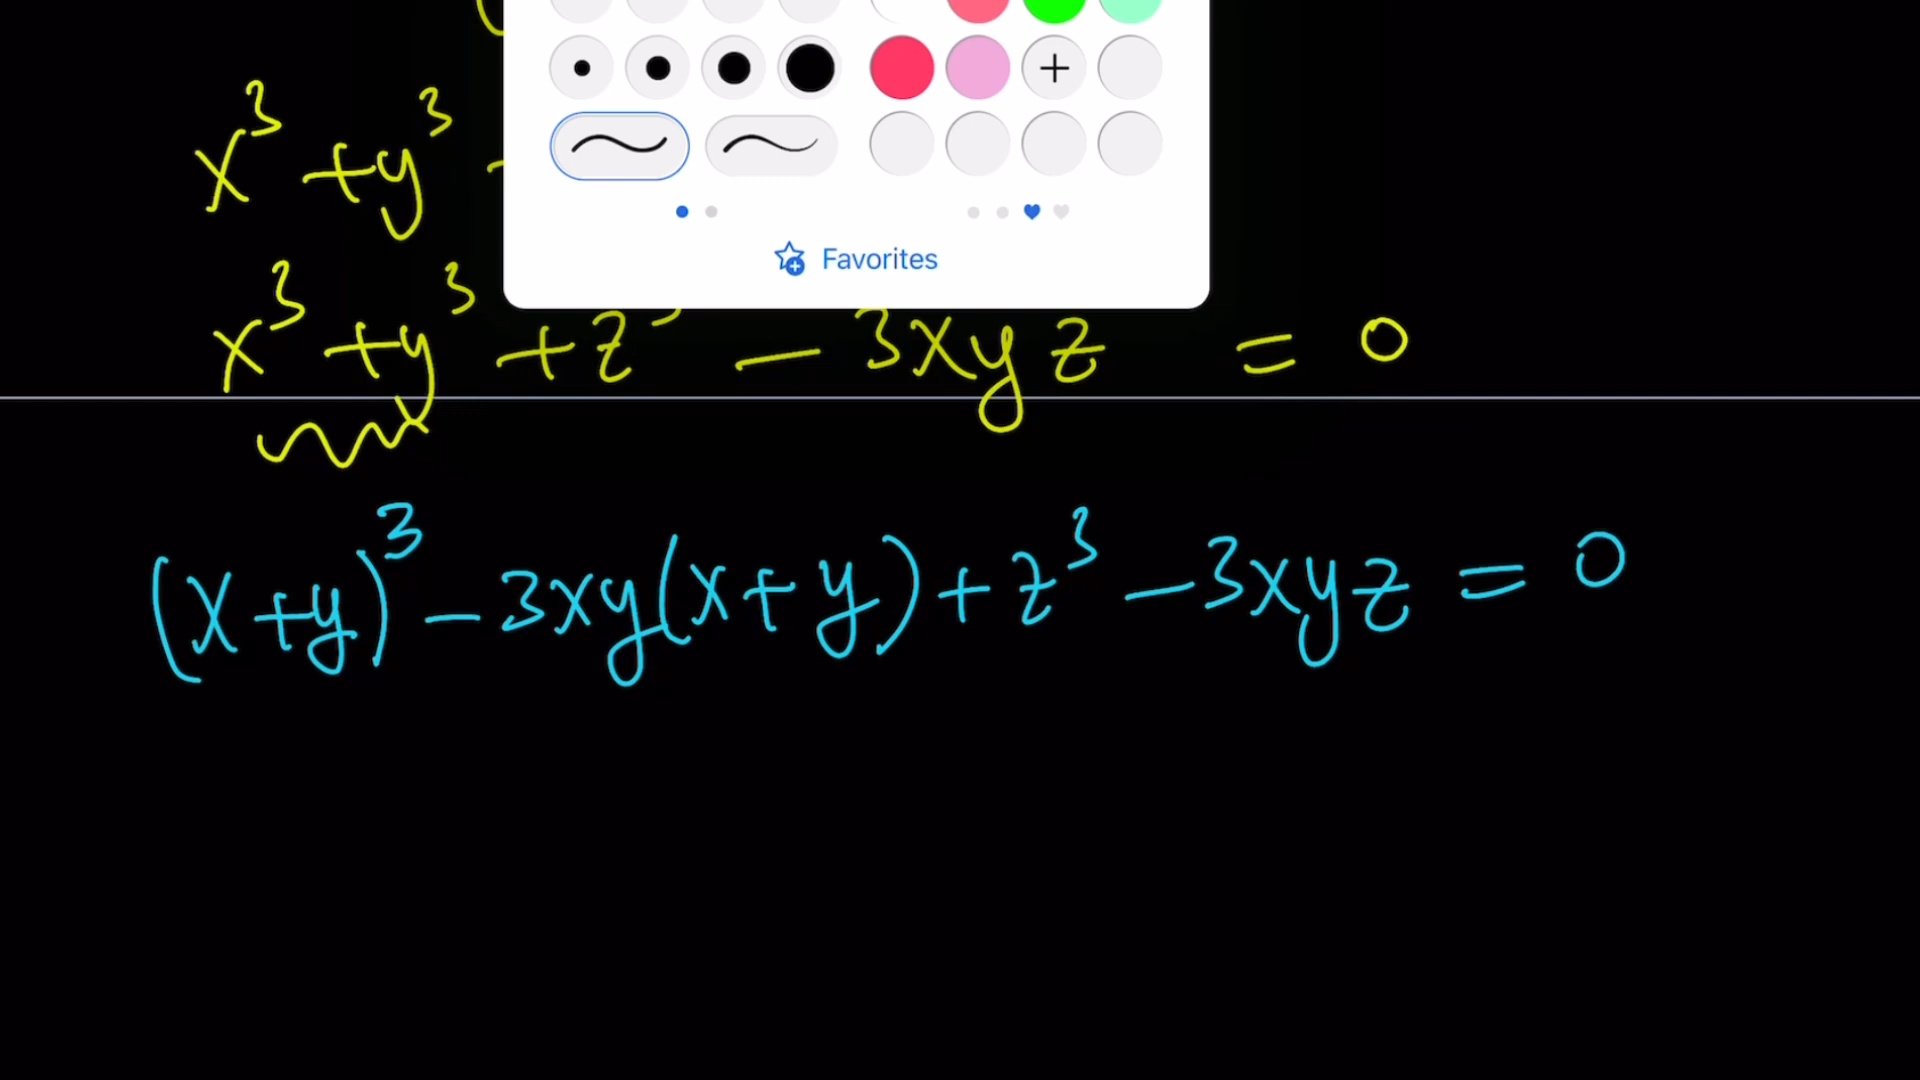 x³ + y³ -
Favorites
x³ + y³ + z³ - 3xyz = 0
(x+y)³ - 3xy(x+y) + z³ - 3xyz = 0